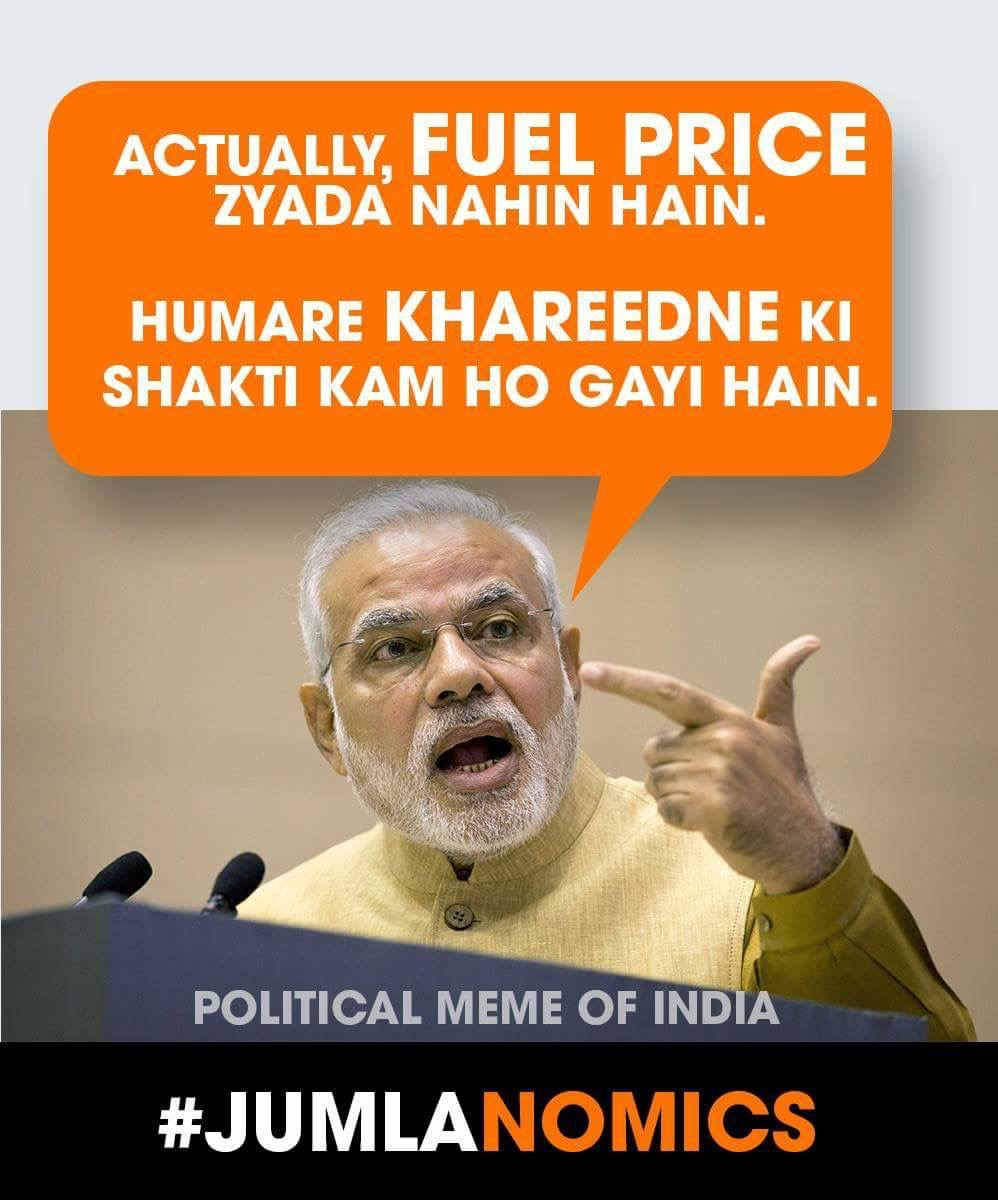 ACTUALLY, FUEL PRICE
ZYADA NAHIN HAIN.
HUMARE KHAREEDNE KI
SHAKTI KAM HO GAYI HAIN.
POLITICAL MEME OF INDIA
#JUMLANOMICS